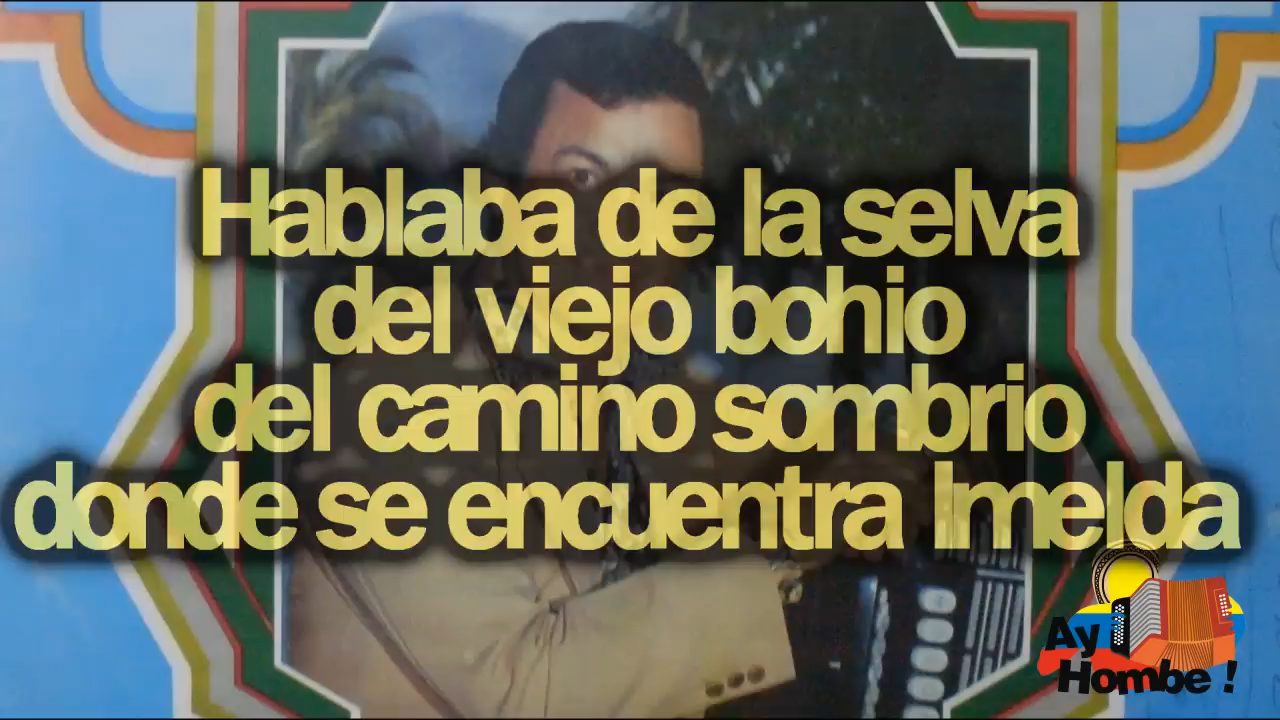 Hablaba de la selva
del viejo bohio
del camino sombrio
donde se encuentra Imelda
Ay
Hombe !